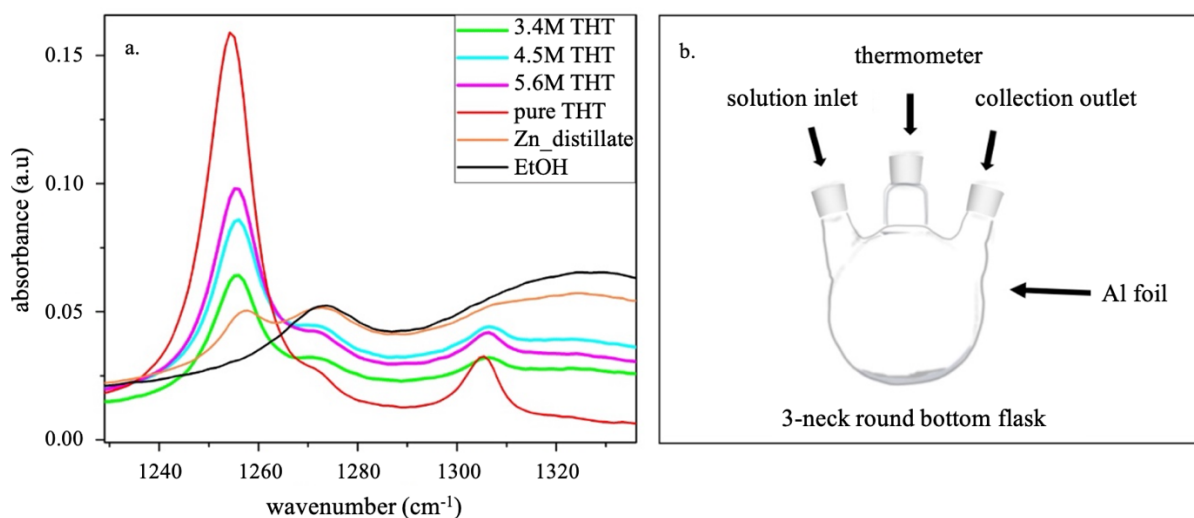 a.
3.4M THT
4.5M THT
5.6M THT
pure THT
Zn_distillate
EtOH
0.15
0.10
0.05
0.00
absorbance (a.u)
1240 1260 1280 1300 1320
wavenumber (cm⁻¹)
b.
thermometer
solution inlet collection outlet
Al foil
3-neck round bottom flask